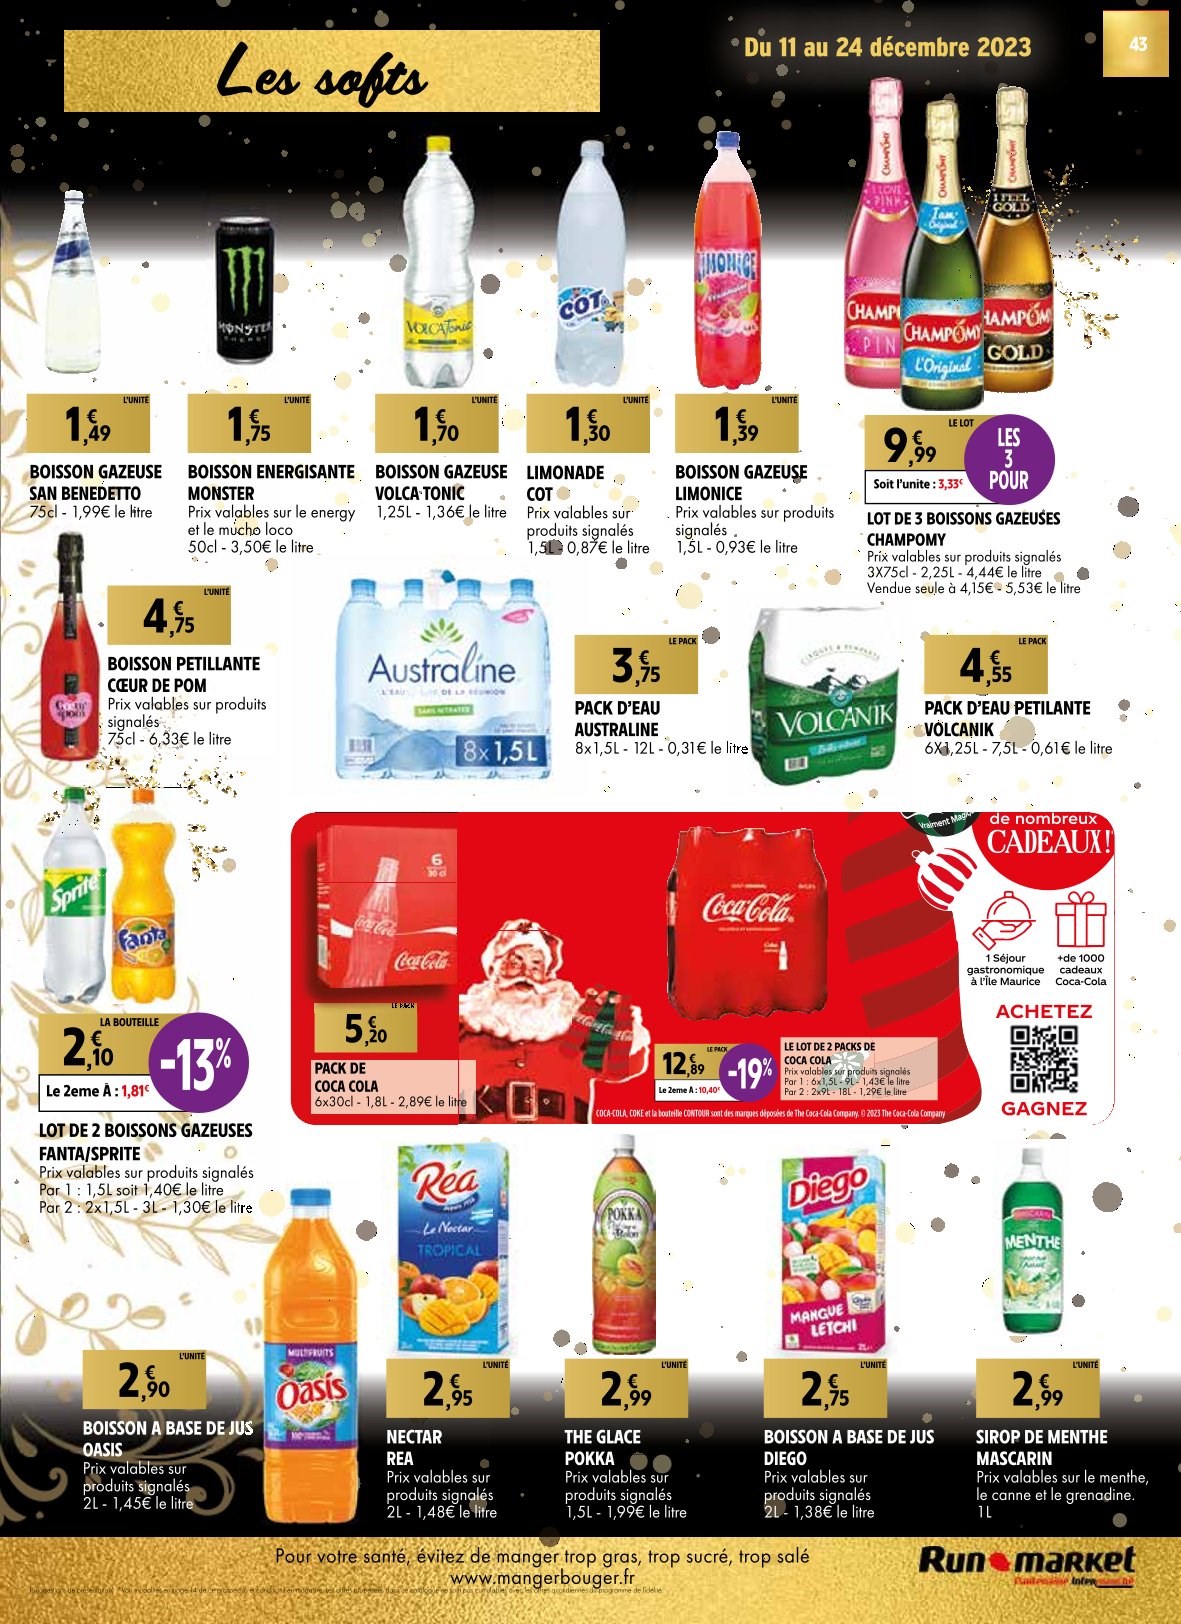 Les softs
Du 11 au 24 décembre 2023
43
I LOVE PINK
CHAMPOMY
PINK
CHAMPOMY
I am Original
CHAMPOMY
L'Original
CHAMPOMY
I FEEL GOLD
CHAMPOMY
GOLD
MONSTER
ENERGY
VOLCATonic
COT
LIMONICE
L'UNITÉ
1,49 €
BOISSON GAZEUSE
SAN BENEDETTO
75cl - 1,99€ le litre
L'UNITÉ
1,75 €
BOISSON ENERGISANTE
MONSTER
Prix valables sur le energy
et le mucho loco
50cl - 3,50€ le litre
L'UNITÉ
1,70 €
BOISSON GAZEUSE
VOLCA TONIC
1,25L - 1,36€ le litre
L'UNITÉ
1,30 €
LIMONADE
COT
Prix valables sur
produits signalés
1,5L - 0,87€ le litre
L'UNITÉ
1,39 €
BOISSON GAZEUSE
LIMONICE
Prix valables sur produits
signalés
1,5L - 0,93€ le litre
LE LOT
9,99 €
Soit l'unite : 3,33€
LES
3
POUR
LOT DE 3 BOISSONS GAZEUSES
CHAMPOMY
Prix valables sur produits signalés
3X75cl - 2,25L - 4,44€ le litre
Vendue seule à 4,15€ - 5,53€ le litre
L'UNITÉ
4,75 €
BOISSON PETILLANTE
CŒUR DE POM
Prix valables sur produits
signalés
75cl - 6,33€ le litre
Australine
L'EAU DE LA RÉUNION
SANS NITRATES
8x1,5L
LE PACK
3,75 €
PACK D'EAU
AUSTRALINE
8x1,5L - 12L - 0,31€ le litre
CIRQUES & REMPARTS
VOLCANIK
LE PACK
4,55 €
PACK D'EAU PETILANTE
VOLCANIK
6X1,25L - 7,5L - 0,61€ le litre
Sprite
Fanta
LA BOUTEILLE
2,10 €
Le 2eme À : 1,81€
-13%
LOT DE 2 BOISSONS GAZEUSES
FANTA/SPRITE
Prix valables sur produits signalés
Par 1 : 1,5L soit 1,40€ le litre
Par 2 : 2x1,5L - 3L - 1,30€ le litre
6
30 cl
Coca-Cola
Coca-Cola
LE PACK
5,20 €
PACK DE
COCA COLA
6x30cl - 1,8L - 2,89€ le litre
Coca-Cola
LE PACK
12,89 €
Le 2eme À : 10,40€
-19%
LE LOT DE 2 PACKS DE
COCA COLA
Prix valables sur produits signalés
Par 1 : 6x1,5L - 9L - 1,43€ le litre
Par 2 : 2x9L - 18L - 1,29€ le litre
COCA-COLA, COKE et la bouteille CONTOUR sont des marques déposées de The Coca-Cola Company. © 2023 The Coca-Cola Company
Vraiment Magi
de nombreux
CADEAUX!
1 Séjour
gastronomique
à l'Île Maurice
+de 1000
cadeaux
Coca-Cola
ACHETEZ
GAGNEZ
MULTIFRUITS
Oasis
L'UNITÉ
2,90 €
BOISSON A BASE DE JUS
OASIS
Prix valables sur
produits signalés
2L - 1,45€ le litre
Réa
Le Nectar
TROPICAL
L'UNITÉ
2,95 €
NECTAR
REA
Prix valables sur
produits signalés
2L - 1,48€ le litre
POKKA
Melon
L'UNITÉ
2,99 €
THE GLACE
POKKA
Prix valables sur
produits signalés
1,5L - 1,99€ le litre
Diego
MANGUE
LETCHI
L'UNITÉ
2,75 €
BOISSON A BASE DE JUS
DIEGO
Prix valables sur
produits signalés
2L - 1,38€ le litre
MASCARIN
MENTHE
L'UNITÉ
2,99 €
SIROP DE MENTHE
MASCARIN
Prix valables sur le menthe,
le canne et le grenadine.
1L
Pour votre santé, évitez de manger trop gras, trop sucré, trop salé
www.mangerbouger.fr
Run market
Partenaire Intermarché